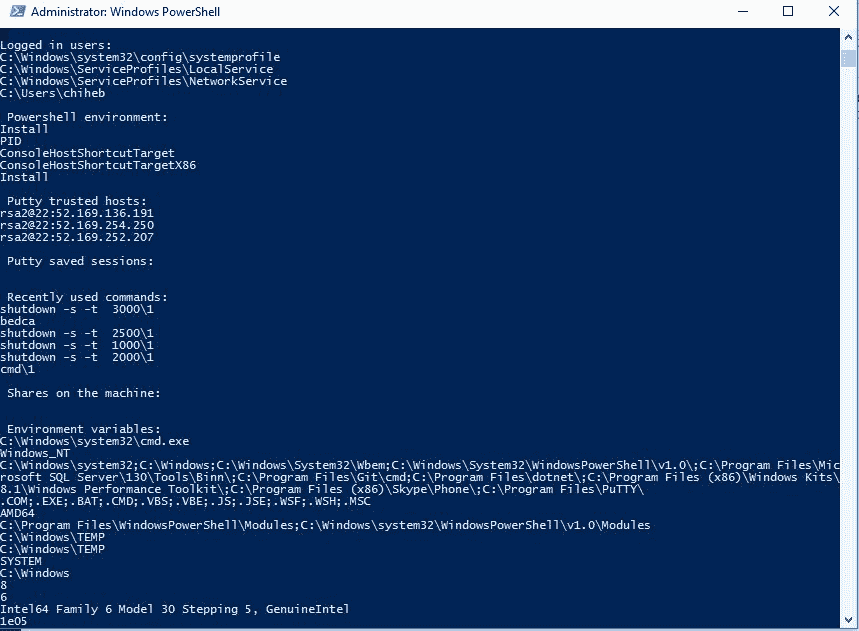 Administrator: Windows PowerShell
Logged in users:
C:\Windows\system32\config\systemprofile
C:\Windows\ServiceProfiles\LocalService
C:\Windows\ServiceProfiles\NetworkService
C:\Users\chiheb
Powershell environment:
Install
PID
ConsoleHostShortcutTarget
ConsoleHostShortcutTargetX86
Install
Putty trusted hosts:
rsa2@22:52.169.136.191
rsa2@22:52.169.254.250
rsa2@22:52.169.252.207
Putty saved sessions:
Recently used commands:
shutdown -s -t  3000\1
bedca
shutdown -s -t  2500\1
shutdown -s -t  1000\1
shutdown -s -t  2000\1
cmd\1
Shares on the machine:
Environment variables:
C:\Windows\system32\cmd.exe
Windows_NT
C:\Windows\system32;C:\Windows;C:\Windows\System32\Wbem;C:\Windows\System32\WindowsPowerShell\v1.0\;C:\Program Files\Mic
rosoft SQL Server\130\Tools\Binn\;C:\Program Files\Git\cmd;C:\Program Files\dotnet\;C:\Program Files (x86)\Windows Kits\
8.1\Windows Performance Toolkit\;C:\Program Files (x86)\Skype\Phone\;C:\Program Files\PuTTY\
.COM;.EXE;.BAT;.CMD;.VBS;.VBE;.JS;.JSE;.WSF;.WSH;.MSC
AMD64
C:\Program Files\WindowsPowerShell\Modules;C:\Windows\system32\WindowsPowerShell\v1.0\Modules
C:\Windows\TEMP
C:\Windows\TEMP
SYSTEM
C:\Windows
8
6
Intel64 Family 6 Model 30 Stepping 5, GenuineIntel
1e05